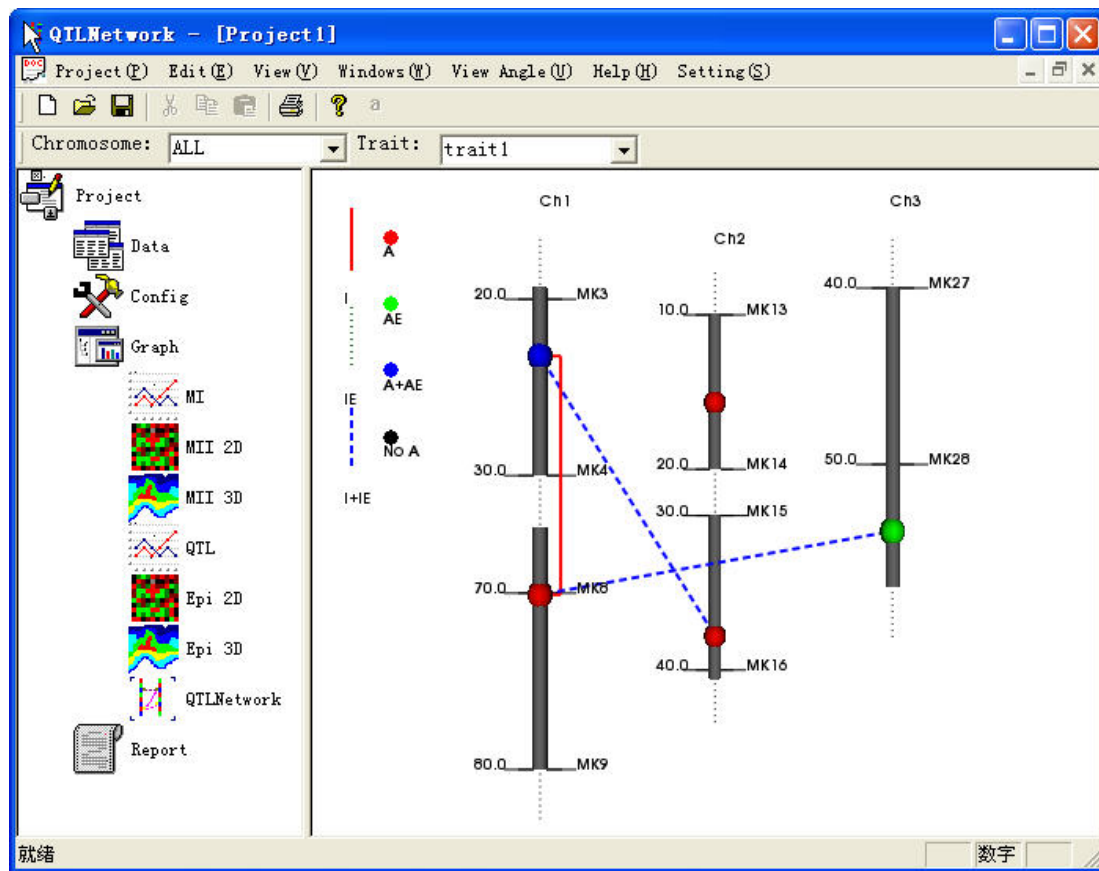 QTLNetwork - [Project1]
DOC Project(P) Edit(E) View(V) Windows(W) View Angle(U) Help(H) Setting(S)
? a
Chromosome: ALL Trait: trait1
Project
Data
Config
Graph
MI
MII 2D
MII 3D
QTL
Epi 2D
Epi 3D
QTLNetwork
Report
A
I
AE
IE
A+AE
No A
I+IE
Ch1
20.0 MK3
30.0 MK4
70.0 MK8
80.0 MK9
Ch2
10.0 MK13
20.0 MK14
30.0 MK15
40.0 MK16
Ch3
40.0 MK27
50.0 MK28
就绪 数字